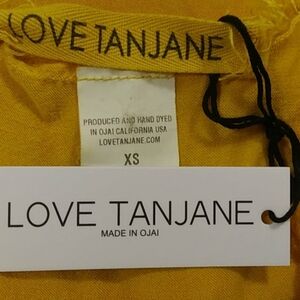 LOVE TANJANE
PRODUCED AND HAND DYED
IN OJAI CALIFORNIA USA
LOVETANJANE.COM
XS
LOVE TANJANE
MADE IN OJAI